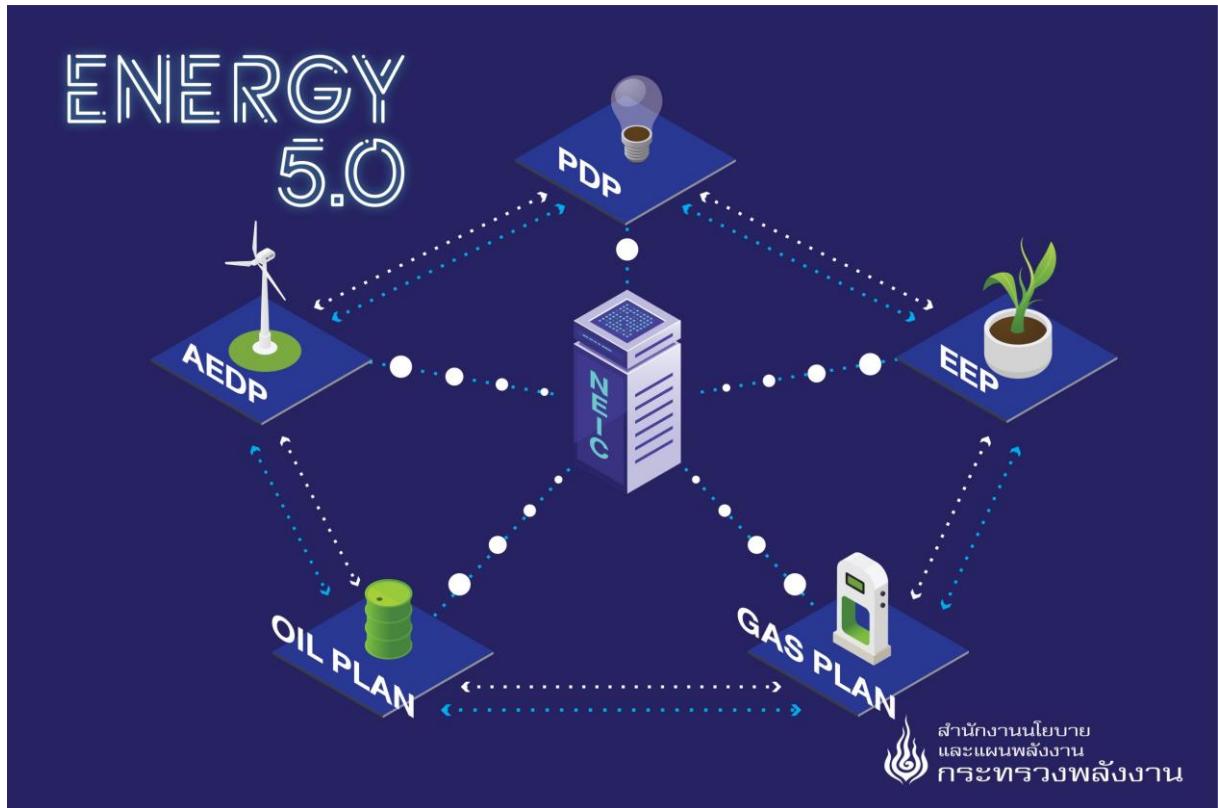 ENERGY
5.0
PDP
AEDP
EEP
NEIC
OIL PLAN
GAS PLAN
สำนักงานนโยบาย
และแผนพลังงาน
กระทรวงพลังงาน